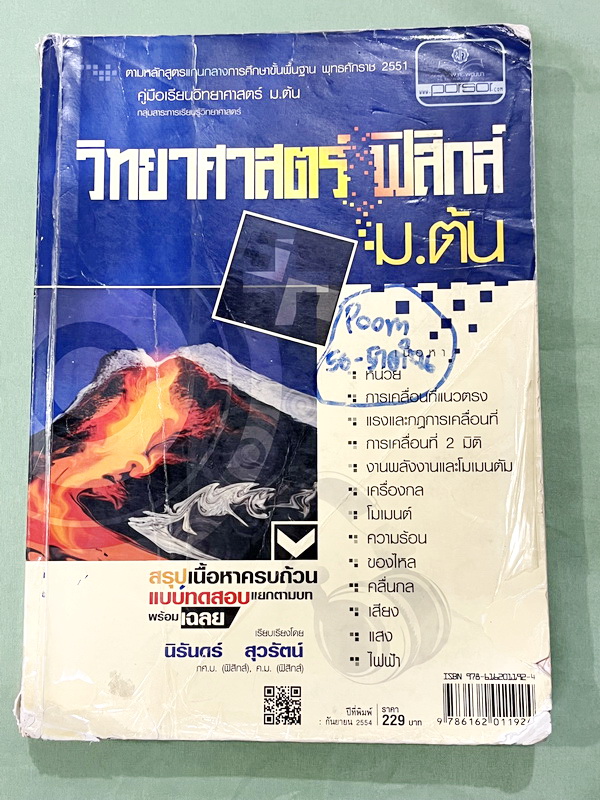 ตามหลักสูตรแกนกลางการศึกษาขั้นพื้นฐาน พุทธศักราช 2551
คู่มือเรียนวิทยาศาสตร์ ม.ต้น
กลุ่มสาระการเรียนรู้วิทยาศาสตร์
วิทยาศาสตร์ ฟิสิกส์
ม.ต้น
Poom
หน่วย
การเคลื่อนที่แนวตรง
แรงและกฎการเคลื่อนที่
การเคลื่อนที่ 2 มิติ
งานพลังงานและโมเมนตัม
เครื่องกล
โมเมนต์
ความร้อน
ของไหล
คลื่นกล
เสียง
แสง
ไฟฟ้า
สรุปเนื้อหาครบถ้วน
แบบทดสอบแยกตามบท
พร้อมเฉลย
เรียบเรียงโดย
นิรันดร์ สุวรัตน์
กศ.บ. (ฟิสิกส์), ค.ม. (ฟิสิกส์)
ปีที่พิมพ์
: กันยายน 2554
ราคา
229 บาท
ISBN 978-616201192-4
9 786162 011924